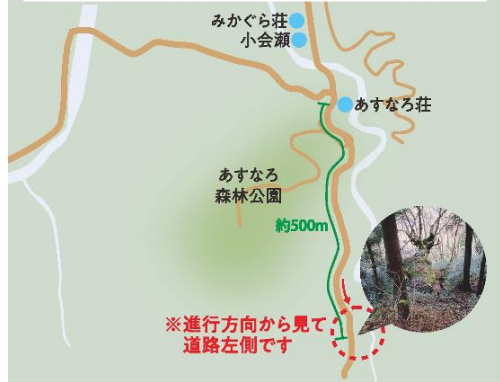 みかぐら荘
小会瀬
あすなろ荘
あすなろ
森林公園
約500m
※進行方向から見て
道路左側です